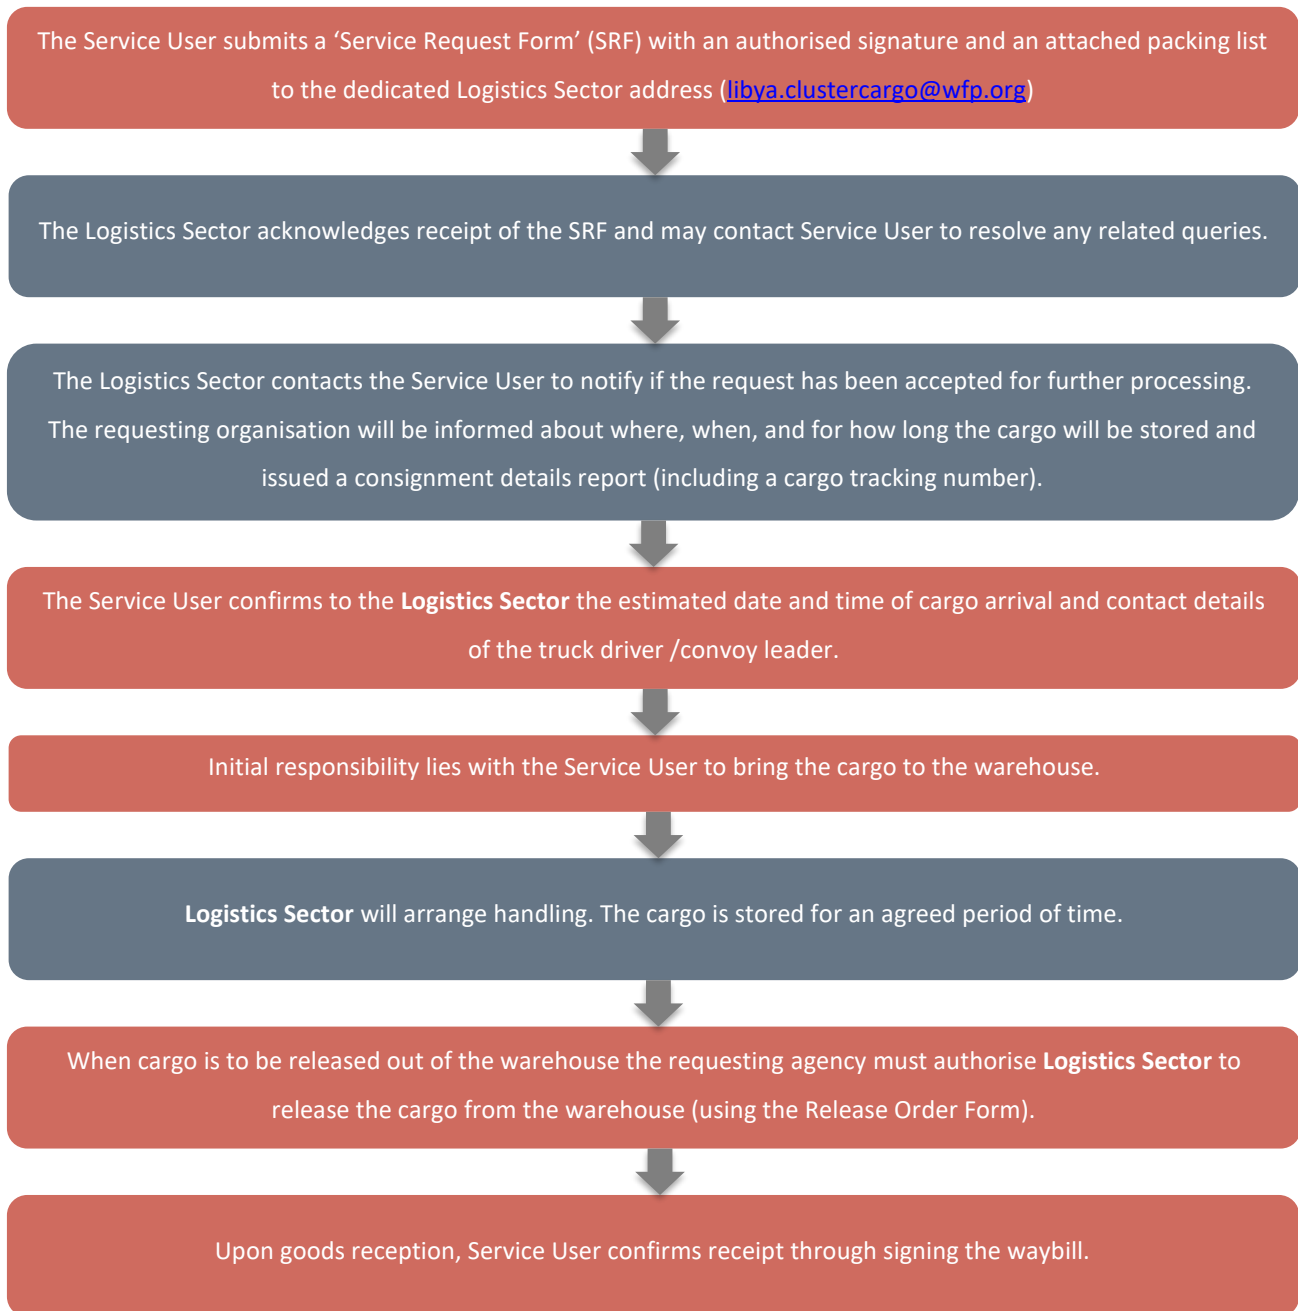 The Service User submits a ‘Service Request Form’ (SRF) with an authorised signature and an attached packing list
to the dedicated Logistics Sector address (libya.clustercargo@wfp.org)
The Logistics Sector acknowledges receipt of the SRF and may contact Service User to resolve any related queries.
The Logistics Sector contacts the Service User to notify if the request has been accepted for further processing.
The requesting organisation will be informed about where, when, and for how long the cargo will be stored and
issued a consignment details report (including a cargo tracking number).
The Service User confirms to the Logistics Sector the estimated date and time of cargo arrival and contact details
of the truck driver /convoy leader.
Initial responsibility lies with the Service User to bring the cargo to the warehouse.
Logistics Sector will arrange handling. The cargo is stored for an agreed period of time.
When cargo is to be released out of the warehouse the requesting agency must authorise Logistics Sector to
release the cargo from the warehouse (using the Release Order Form).
Upon goods reception, Service User confirms receipt through signing the waybill.